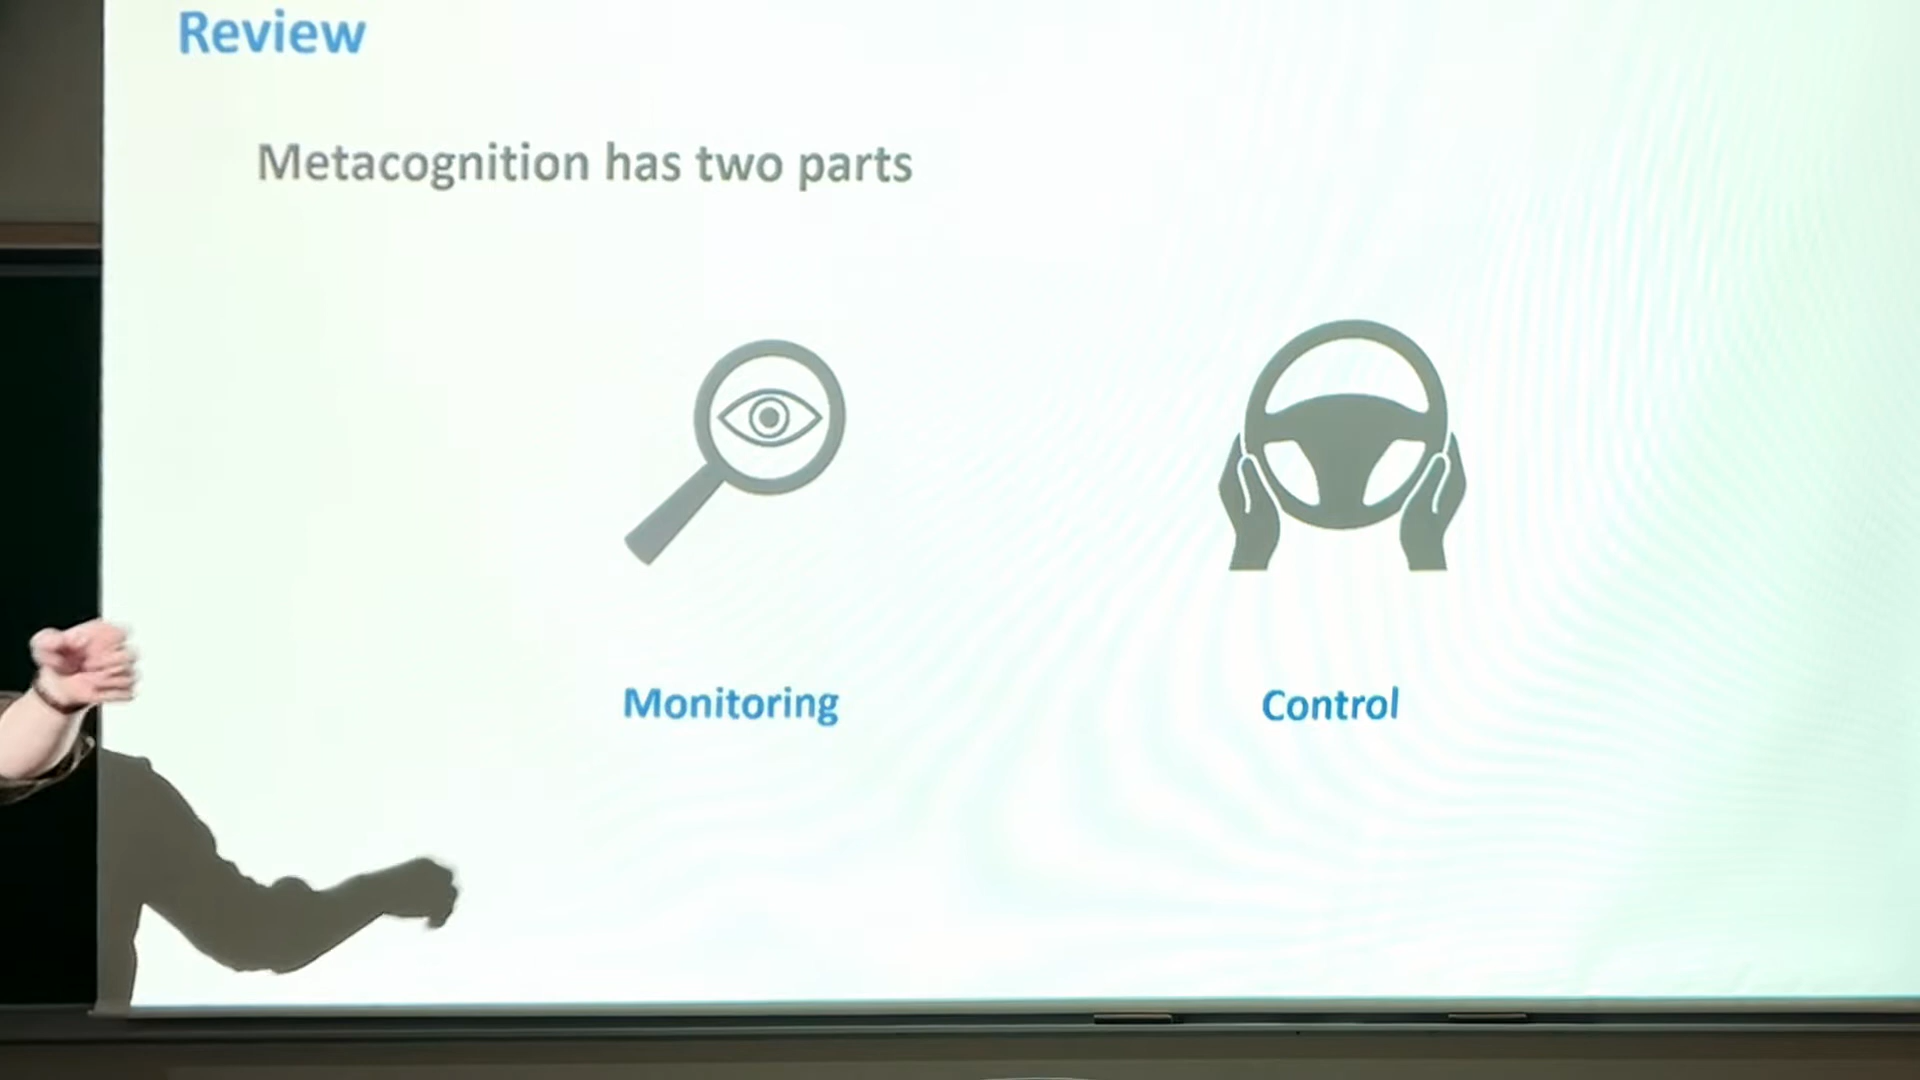 Review
Metacognition has two parts
Monitoring
Control